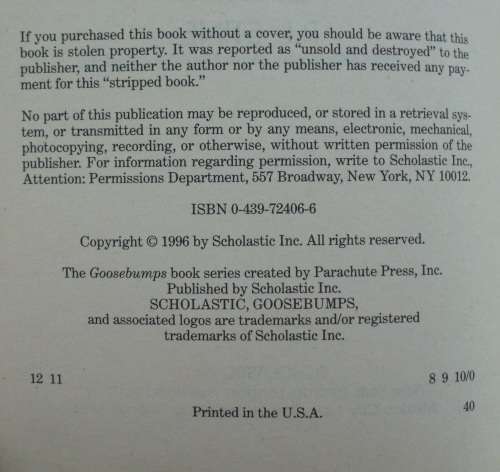 If you purchased this book without a cover, you should be aware that this
book is stolen property. It was reported as “unsold and destroyed” to the
publisher, and neither the author nor the publisher has received any pay-
ment for this “stripped book.”
No part of this publication may be reproduced, or stored in a retrieval sys-
tem, or transmitted in any form or by any means, electronic, mechanical,
photocopying, recording, or otherwise, without written permission of the
publisher. For information regarding permission, write to Scholastic Inc.,
Attention: Permissions Department, 557 Broadway, New York, NY 10012.
ISBN 0-439-72406-6
Copyright © 1996 by Scholastic Inc. All rights reserved.
The Goosebumps book series created by Parachute Press, Inc.
Published by Scholastic Inc.
SCHOLASTIC, GOOSEBUMPS,
and associated logos are trademarks and/or registered
trademarks of Scholastic Inc.
12 11 8 9 10/0
Printed in the U.S.A. 40